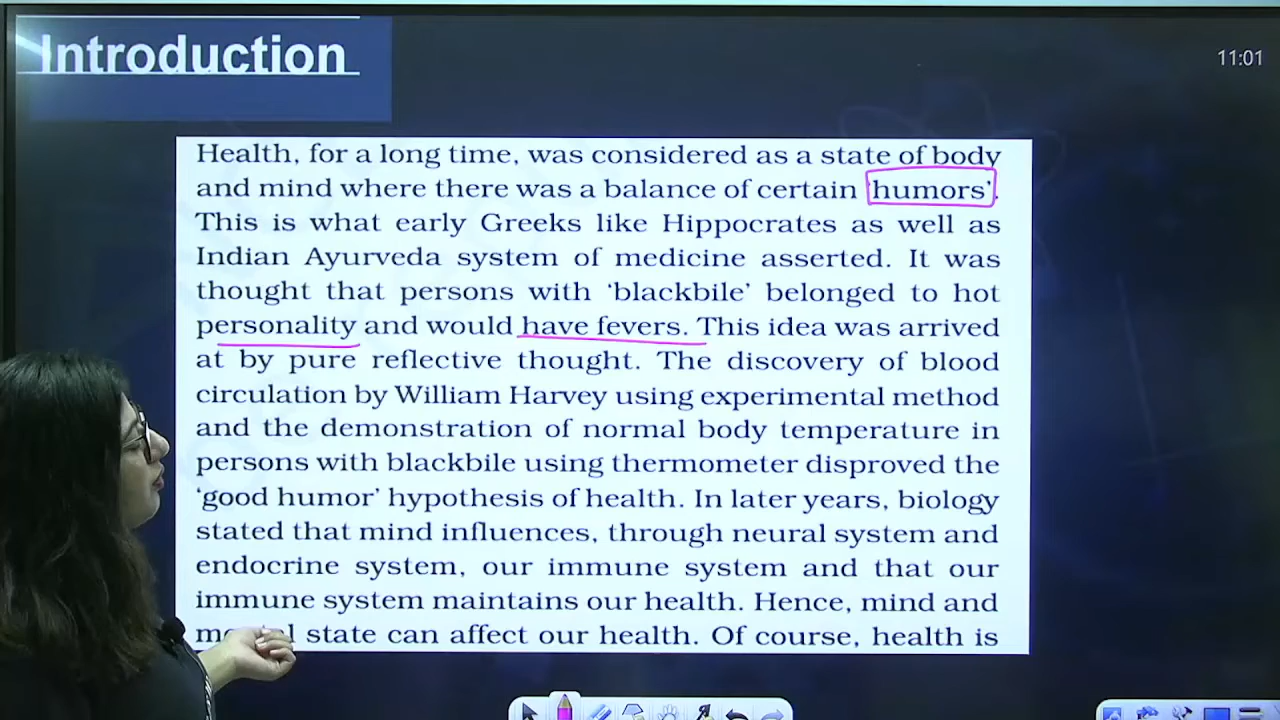 Introduction
11:01
Health, for a long time, was considered as a state of body
and mind where there was a balance of certain ‘humors’.
This is what early Greeks like Hippocrates as well as
Indian Ayurveda system of medicine asserted. It was
thought that persons with ‘blackbile’ belonged to hot
personality and would have fevers. This idea was arrived
at by pure reflective thought. The discovery of blood
circulation by William Harvey using experimental method
and the demonstration of normal body temperature in
persons with blackbile using thermometer disproved the
‘good humor’ hypothesis of health. In later years, biology
stated that mind influences, through neural system and
endocrine system, our immune system and that our
immune system maintains our health. Hence, mind and
state can affect our health. Of course, health is